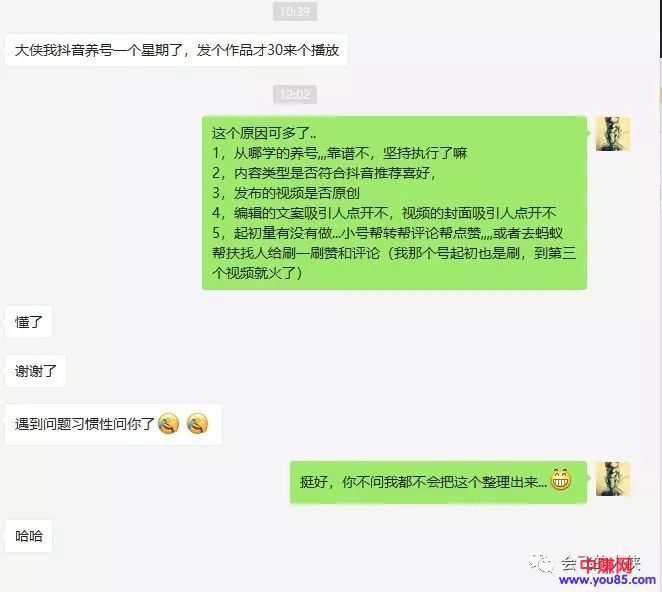 10:39
大侠我抖音养号一个星期了，发个作品才30来个播放
12:02
这个原因可多了..
1，从哪学的养号,,,靠谱不，坚持执行了嘛
2，内容类型是否符合抖音推荐喜好，
3，发布的视频是否原创
4，编辑的文案吸引人点开不，视频的封面吸引人点开不
5，起初量有没有做...小号帮转帮评论帮点赞,,,,或者去蚂蚁
帮扶找人给刷一刷赞和评论（我那个号起初也是刷，到第三
个视频就火了）
懂了
谢谢了
遇到问题习惯性问你了
挺好，你不问我都不会把这个整理出来...
哈哈
中赚网
www.you85.com